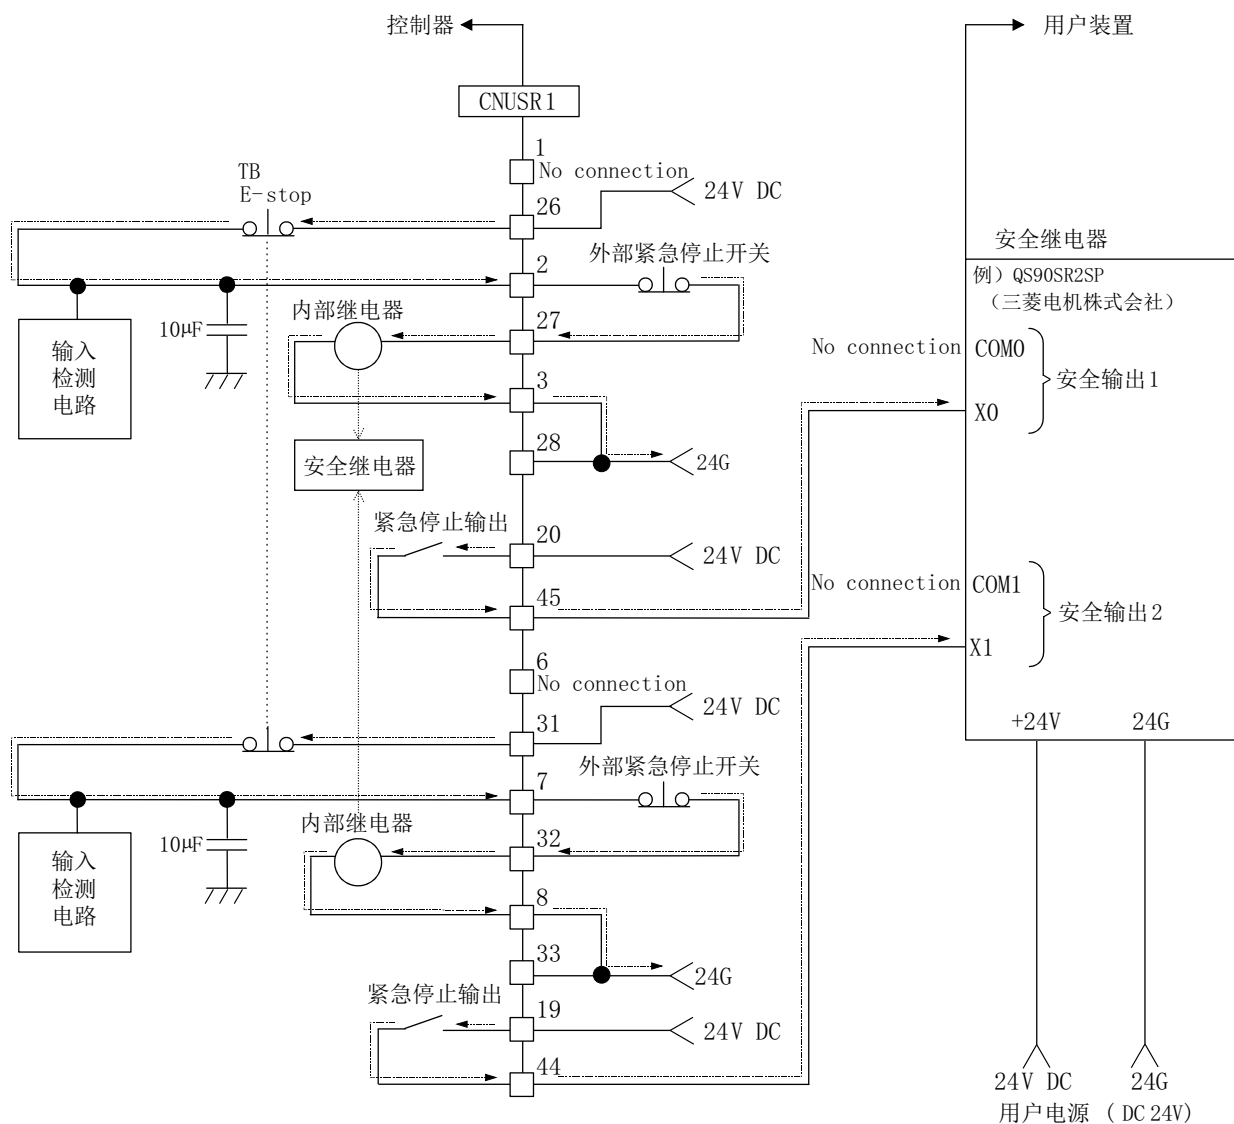 控制器
用户装置
CNUSR1
1
No connection
TB
E-stop
24V DC
26
安全继电器
外部紧急停止开关
2
例）QS90SR2SP
（三菱电机株式会社）
内部继电器
27
10μF
输入
检测
电路
No connection
COM0
安全输出1
3
X0
28
24G
安全继电器
紧急停止输出
20
24V DC
No connection
COM1
45
安全输出2
X1
6
No connection
24V DC
31
+24V
24G
外部紧急停止开关
7
内部继电器
32
10μF
输入
检测
电路
8
33
24G
紧急停止输出
19
24V DC
44
24V DC
24G
用户电源 （ DC 24V)